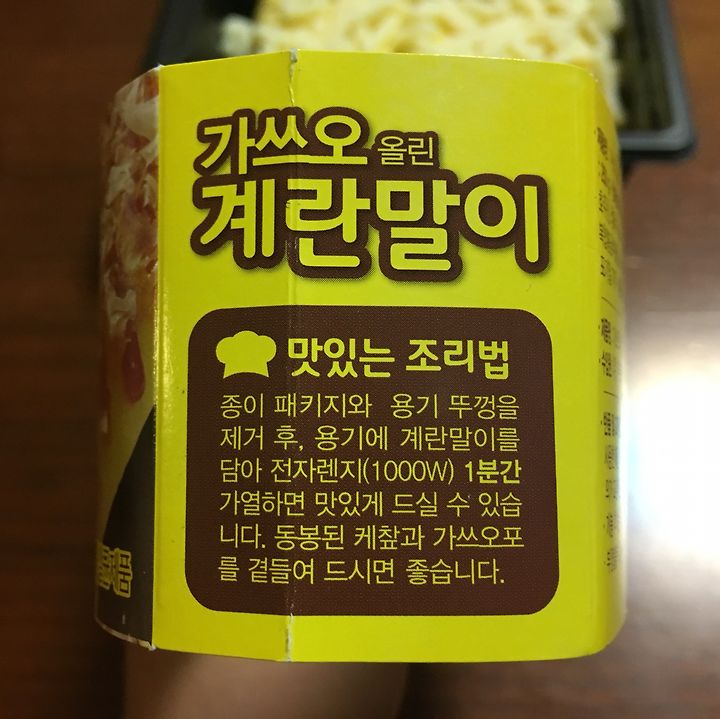 가쓰오 올린
계란말이
맛있는 조리법
종이 패키지와 용기 뚜껑을
제거 후, 용기에 계란말이를
담아 전자렌지(1000W) 1분간
가열하면 맛있게 드실 수 있습
니다. 동봉된 케챺과 가쓰오포
를 곁들여 드시면 좋습니다.